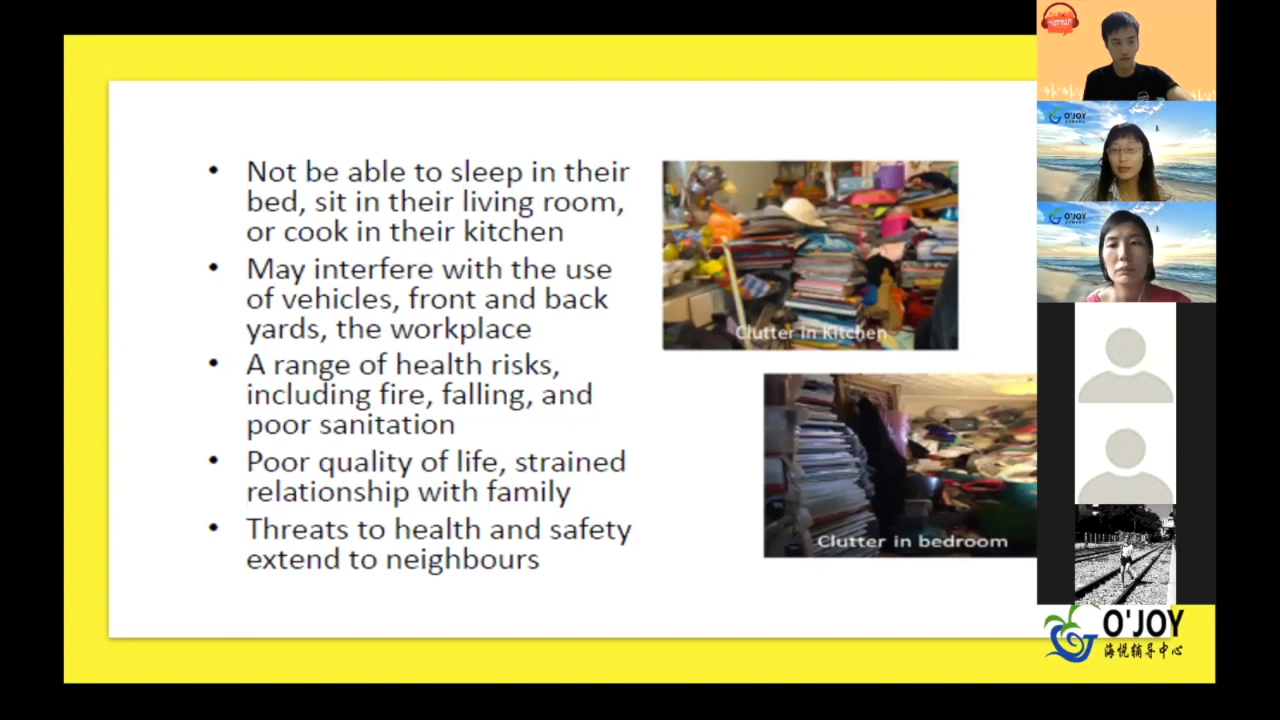 • Not be able to sleep in their
bed, sit in their living room,
or cook in their kitchen
• May interfere with the use
of vehicles, front and back
yards, the workplace
• A range of health risks,
including fire, falling, and
poor sanitation
• Poor quality of life, strained
relationship with family
• Threats to health and safety
extend to neighbours
Clutter in Kitchen
Clutter in bedroom
O'JOY
O'JOY
O'JOY
海悦辅导中心